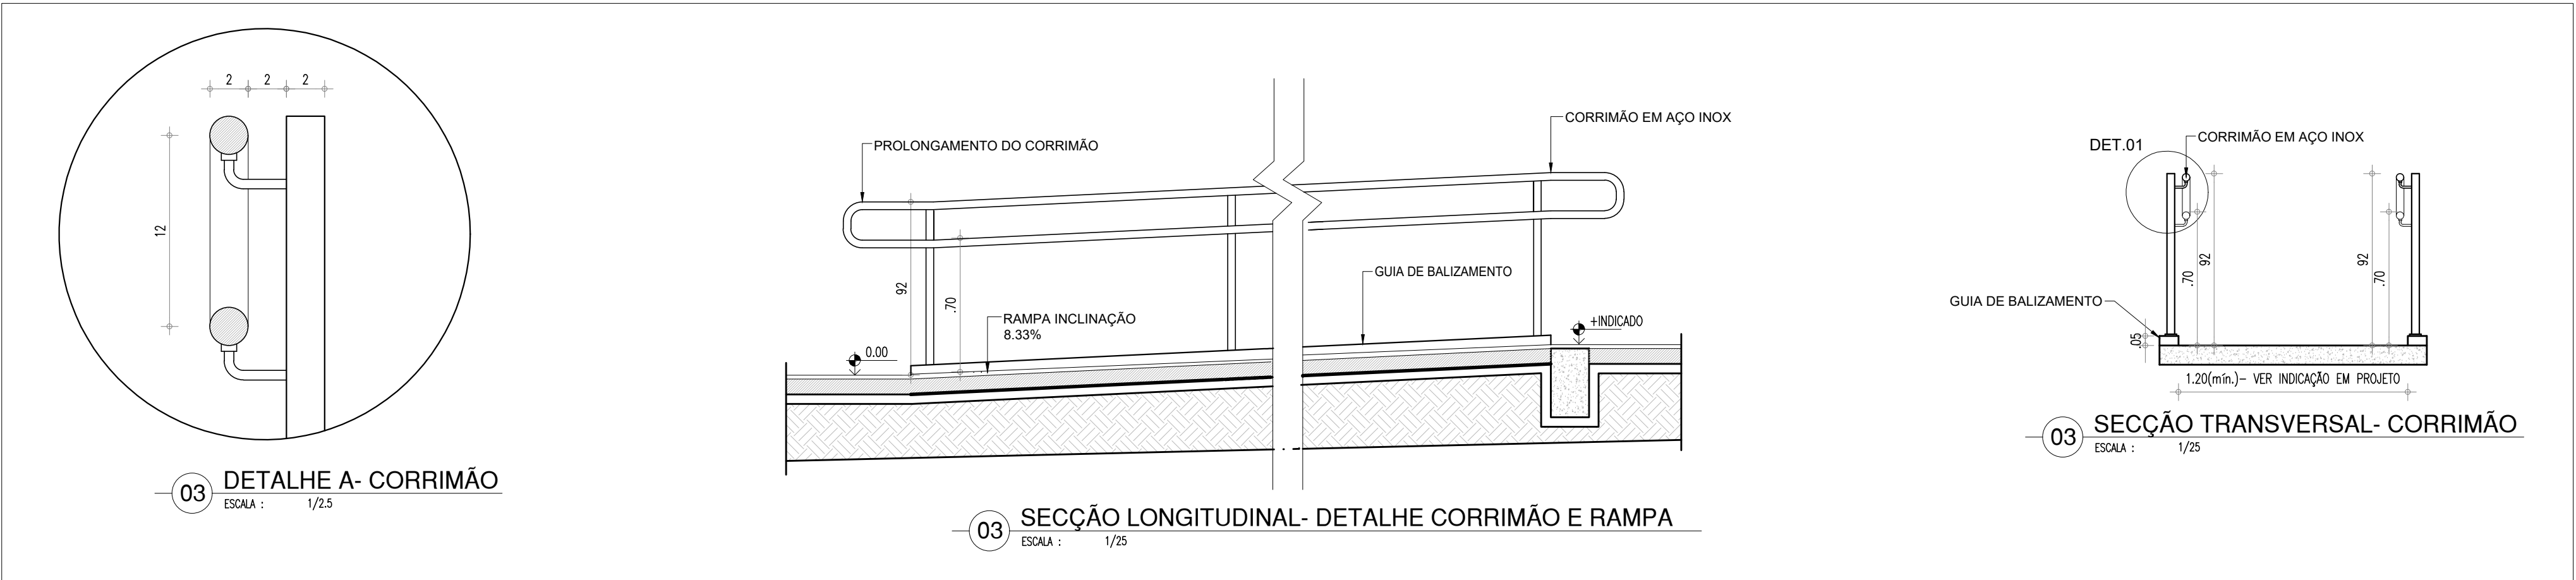 2 2 2
12
03 DETALHE A- CORRIMÃO
ESCALA : 1/2.5
PROLONGAMENTO DO CORRIMÃO
CORRIMÃO EM AÇO INOX
92
.70
GUIA DE BALIZAMENTO
RAMPA INCLINAÇÃO
8.33%
0.00
+INDICADO
03 SECÇÃO LONGITUDINAL- DETALHE CORRIMÃO E RAMPA
ESCALA : 1/25
DET.01
CORRIMÃO EM AÇO INOX
92
.70
92
.70
GUIA DE BALIZAMENTO
.05
1.20(mín.)- VER INDICAÇÃO EM PROJETO
03 SECÇÃO TRANSVERSAL- CORRIMÃO
ESCALA : 1/25